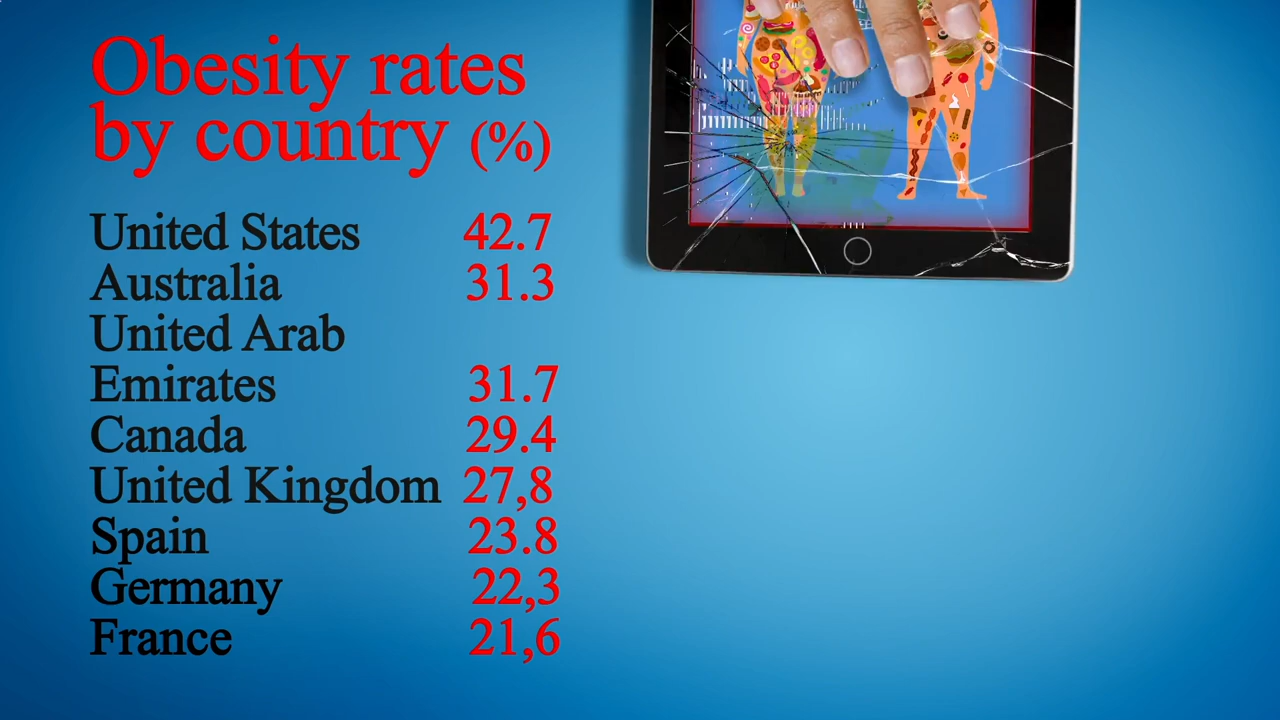 Obesity rates
by country (%)
United States 42.7
Australia 31.3
United Arab
Emirates 31.7
Canada 29.4
United Kingdom 27,8
Spain 23.8
Germany 22,3
France 21,6